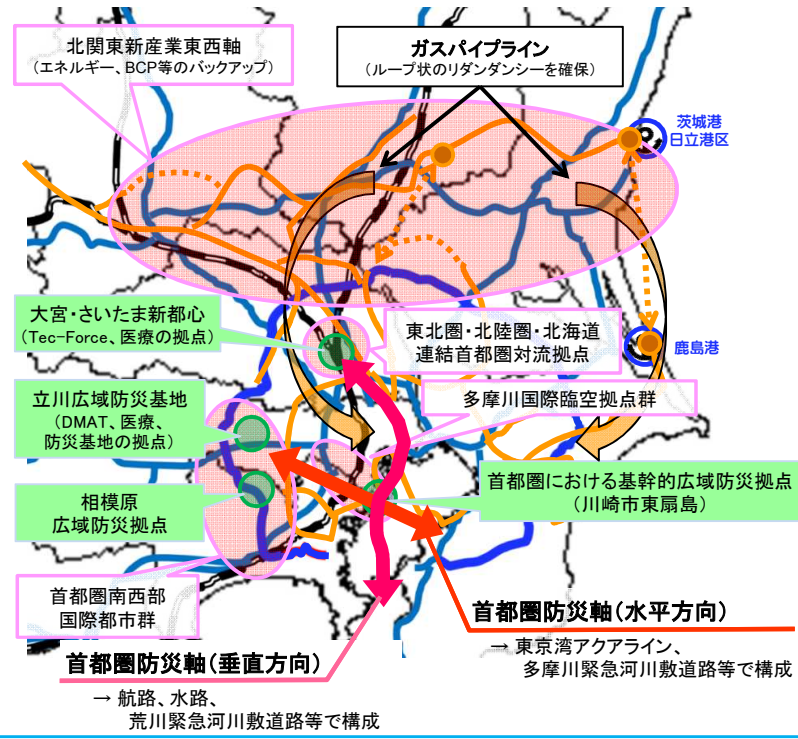 北関東新産業東西軸
(エネルギー、BCP等のバックアップ)
ガスパイプライン
(ループ状のリダンダンシーを確保)
茨城港
日立港区
大宮・さいたま新都心
(Tec-Force、医療の拠点)
東北圏・北陸圏・北海道
連結首都圏対流拠点
鹿島港
立川広域防災基地
(DMAT、医療、
防災基地の拠点)
多摩川国際臨空拠点群
相模原
広域防災拠点
首都圏における基幹的広域防災拠点
(川崎市東扇島)
首都圏南西部
国際都市群
首都圏防災軸(水平方向)
→ 東京湾アクアライン、
多摩川緊急河川敷道路等で構成
首都圏防災軸(垂直方向)
→ 航路、水路、
荒川緊急河川敷道路等で構成